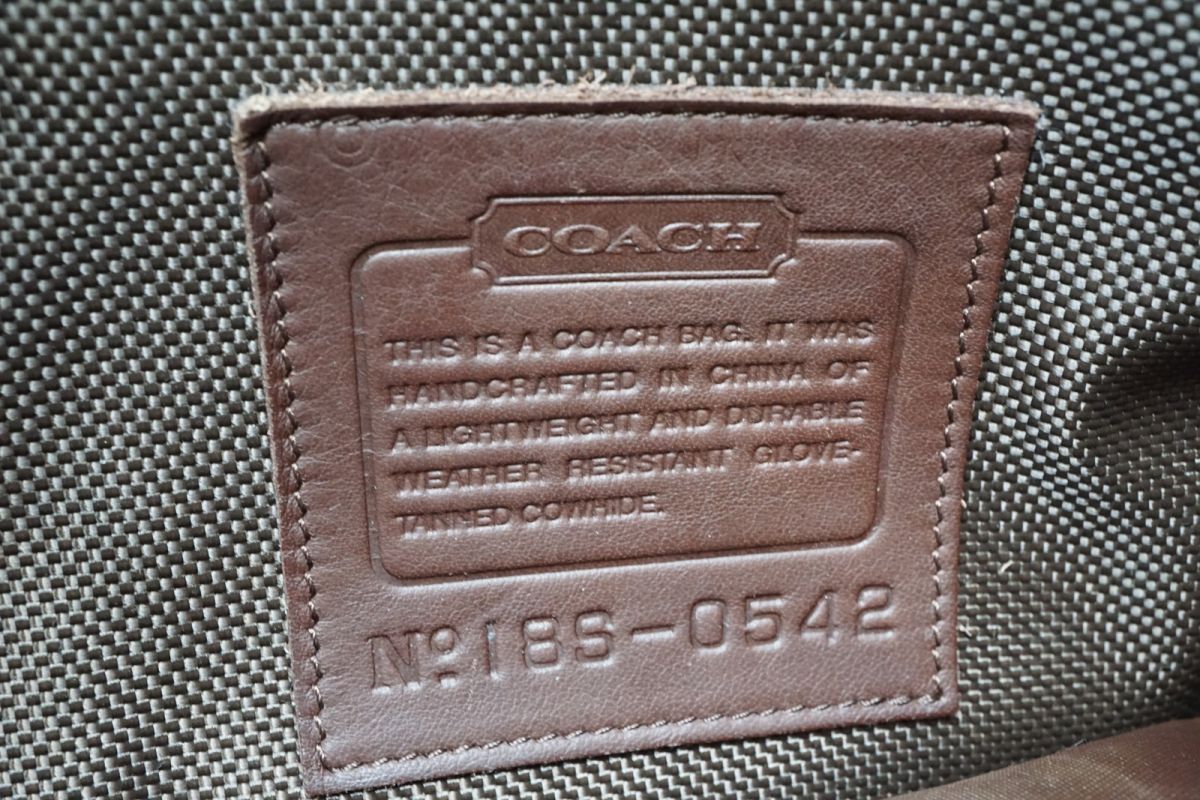 COACH
THIS IS A COACH BAG. IT WAS
HANDCRAFTED IN CHINA OF
A LIGHTWEIGHT AND DURABLE
WEATHER RESISTANT GLOVE-
TANNED COWHIDE.
Nº 18S-0542